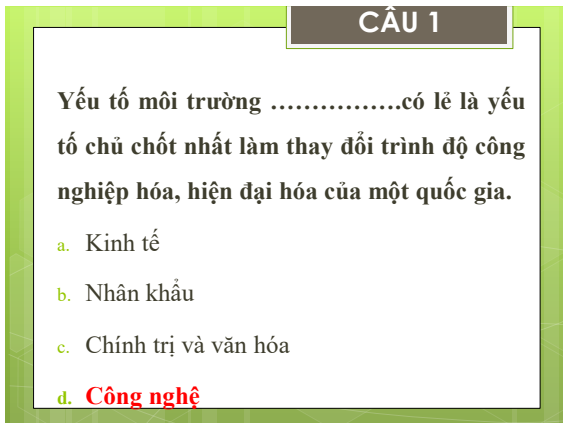 CÂU 1
Yếu tố môi trường …………….có lẻ là yếu
tố chủ chốt nhất làm thay đổi trình độ công
nghiệp hóa, hiện đại hóa của một quốc gia.
a. Kinh tế
b. Nhân khẩu
c. Chính trị và văn hóa
d. Công nghệ